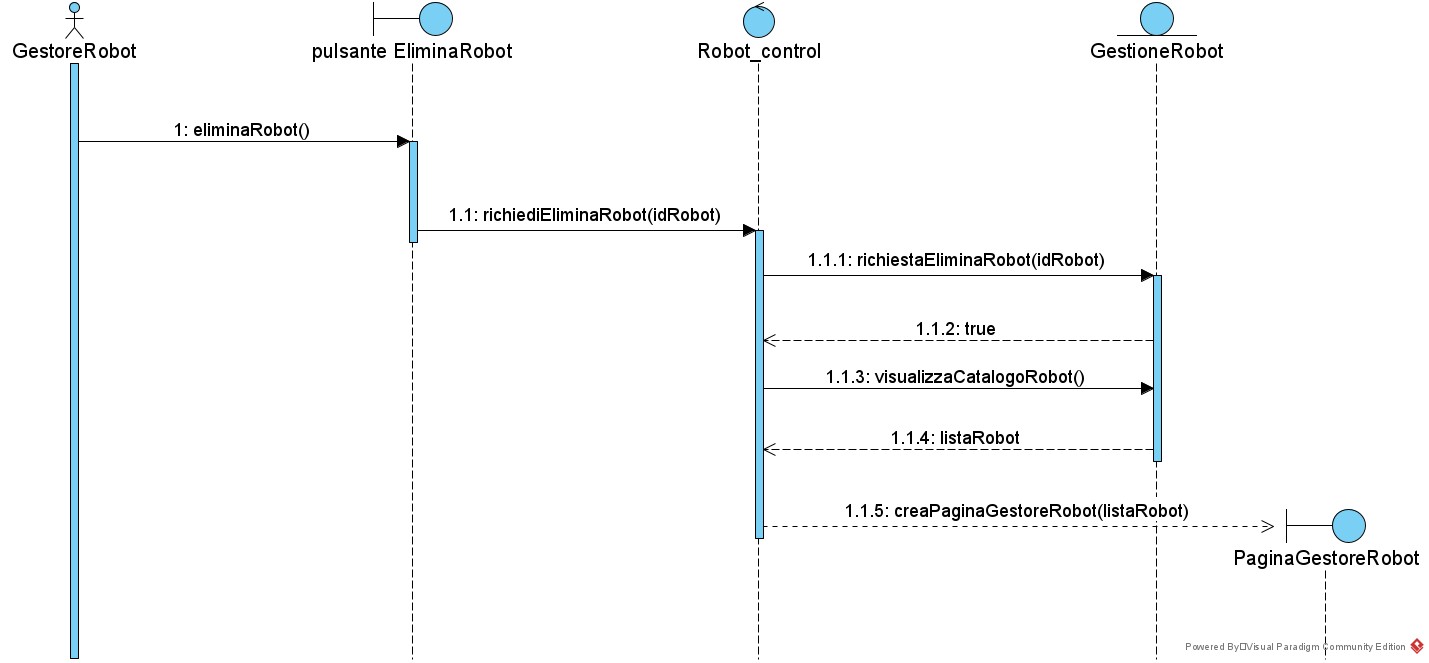 GestoreRobot
pulsante EliminaRobot
Robot_control
GestioneRobot
1: eliminaRobot()
1.1: richiediEliminaRobot(idRobot)
1.1.1: richiestaEliminaRobot(idRobot)
1.1.2: true
1.1.3: visualizzaCatalogoRobot()
1.1.4: listaRobot
1.1.5: creaPaginaGestoreRobot(listaRobot)
PaginaGestoreRobot
Powered By□Visual Paradigm Community Edition